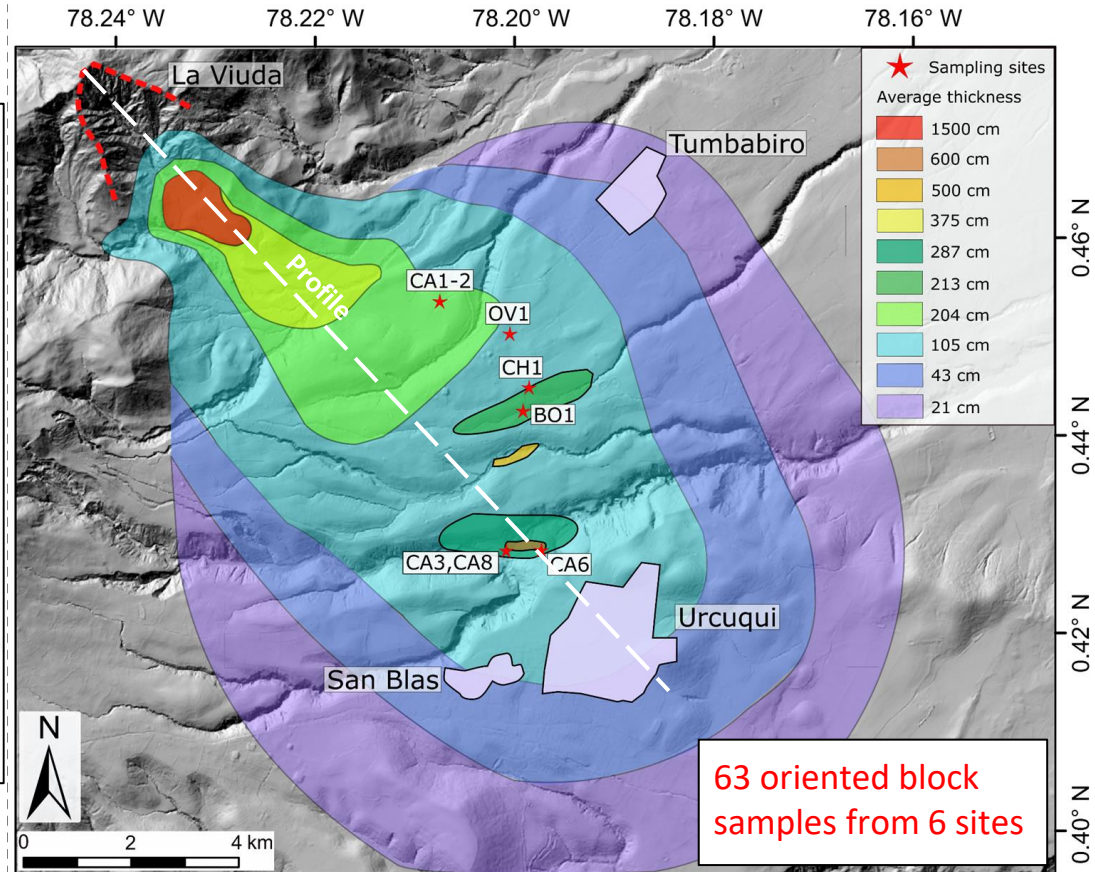 78.24° W
78.22° W
78.20° W
78.18° W
78.16° W
La Viuda
Sampling sites
Average thickness
1500 cm
600 cm
500 cm
375 cm
287 cm
213 cm
204 cm
105 cm
43 cm
21 cm
Tumbabiro
0.46° N
Profile
CA1-2
OV1
CH1
BO1
0.44° N
CA3,CA8
CA6
Urcuqui
0.42° N
San Blas
N
0 2 4 km
63 oriented block
samples from 6 sites
0.40° N